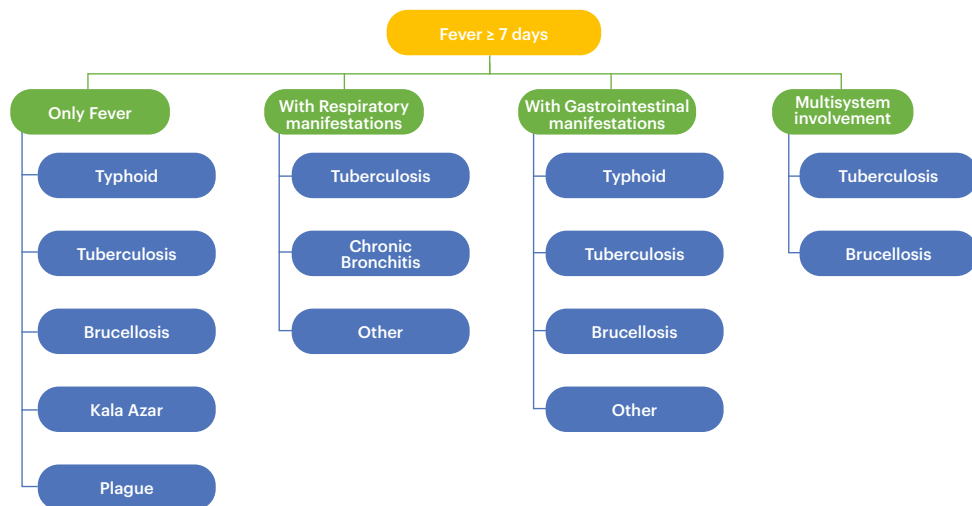 Fever ≥ 7 days
Only Fever
Typhoid
Tuberculosis
Brucellosis
Kala Azar
Plague
With Respiratory
manifestations
Tuberculosis
Chronic
Bronchitis
Other
With Gastrointestinal
manifestations
Typhoid
Tuberculosis
Brucellosis
Other
Multisystem
involvement
Tuberculosis
Brucellosis